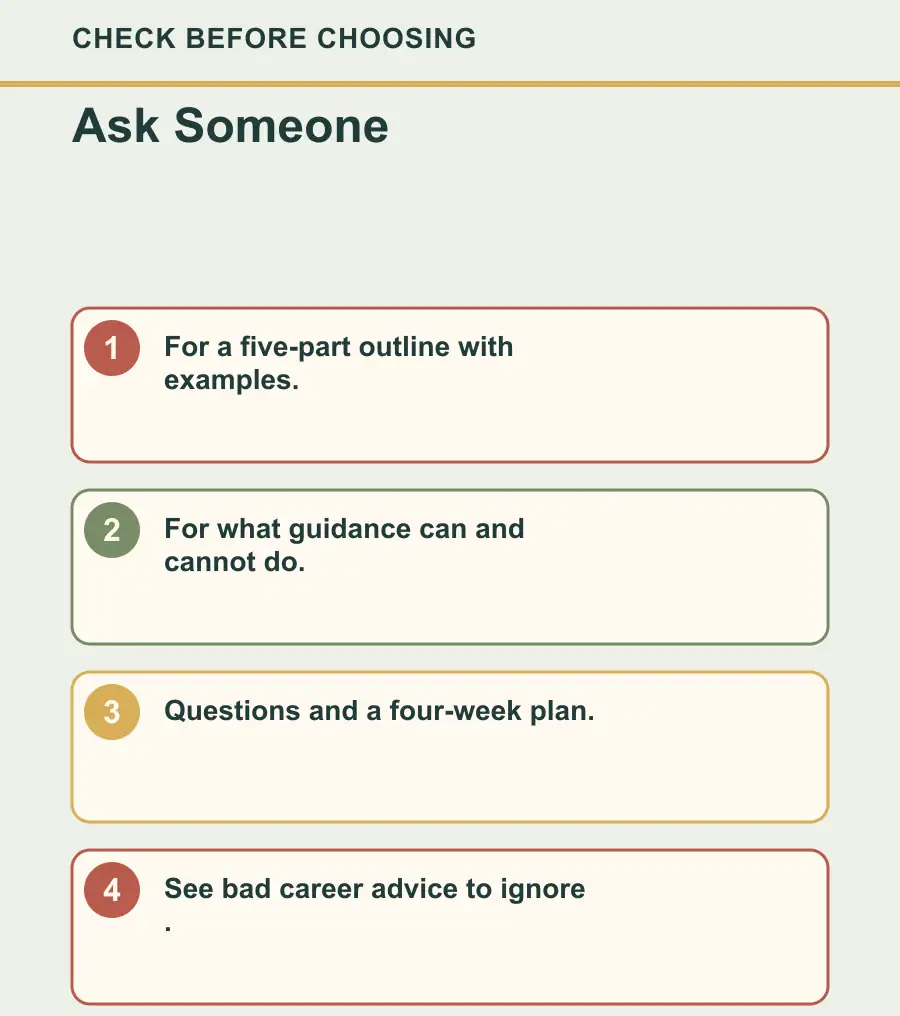 CHECK BEFORE CHOOSING
Ask Someone
1
For a five-part outline with
examples.
2
For what guidance can and
cannot do.
3
Questions and a four-week plan.
4
See bad career advice to ignore
.